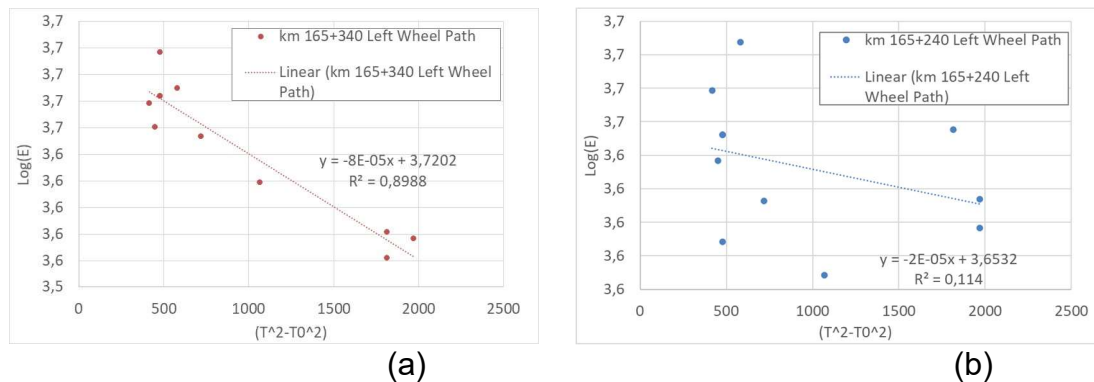 3,7
3,7
3,7
3,7
3,7
3,6
3,6
3,6
3,6
3,6
3,5
Log(E)
km 165+340 Left Wheel Path
Linear (km 165+340 Left Wheel
Path)
y = -8E-05x + 3,7202
R² = 0,8988
0
500
1000
1500
2000
2500
(T^2-T0^2)
(a)
3,7
3,7
3,7
3,7
3,6
3,6
3,6
3,6
3,6
Log(E)
km 165+240 Left Wheel Path
Linear (km 165+240 Left
Wheel Path)
y = -2E-05x + 3,6532
R² = 0,114
0
500
1000
1500
2000
2500
(T^2-T0^2)
(b)